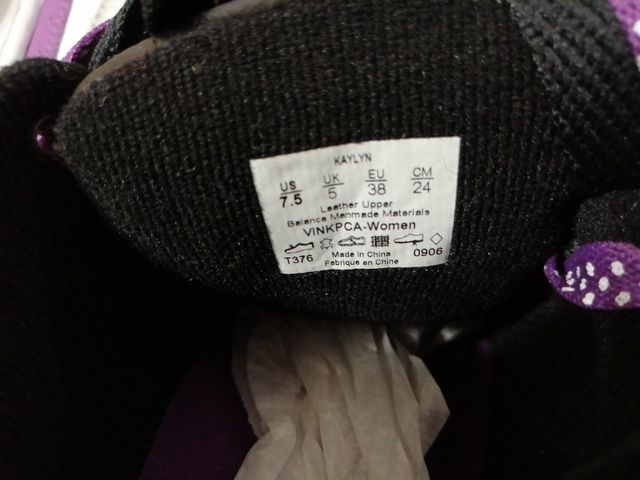 KAYLYN
US UK EU CM
7.5 5 38 24
Leather Upper
Balance Manmade Materials
VINKPCA-Women
T376 Made in China 0906
Fabrique en Chine